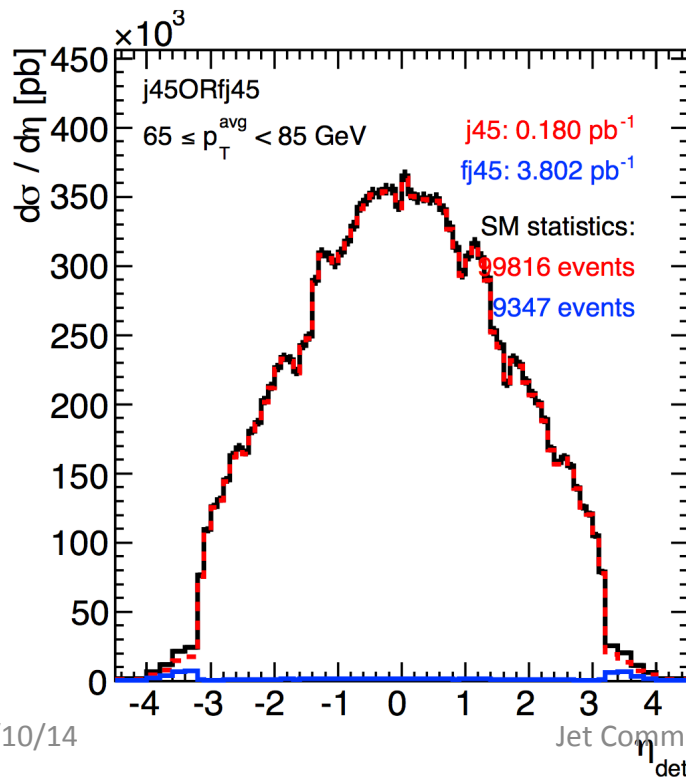 ×10³
dσ / dη [pb]
j45ORfj45
65 ≤ p_T^avg < 85 GeV
j45: 0.180 pb⁻¹
fj45: 3.802 pb⁻¹
SM statistics:
99816 events
9347 events
450
400
350
300
250
200
150
100
50
0
-4 -3 -2 -1 0 1 2 3 4
η_det
/10/14
Jet Comm